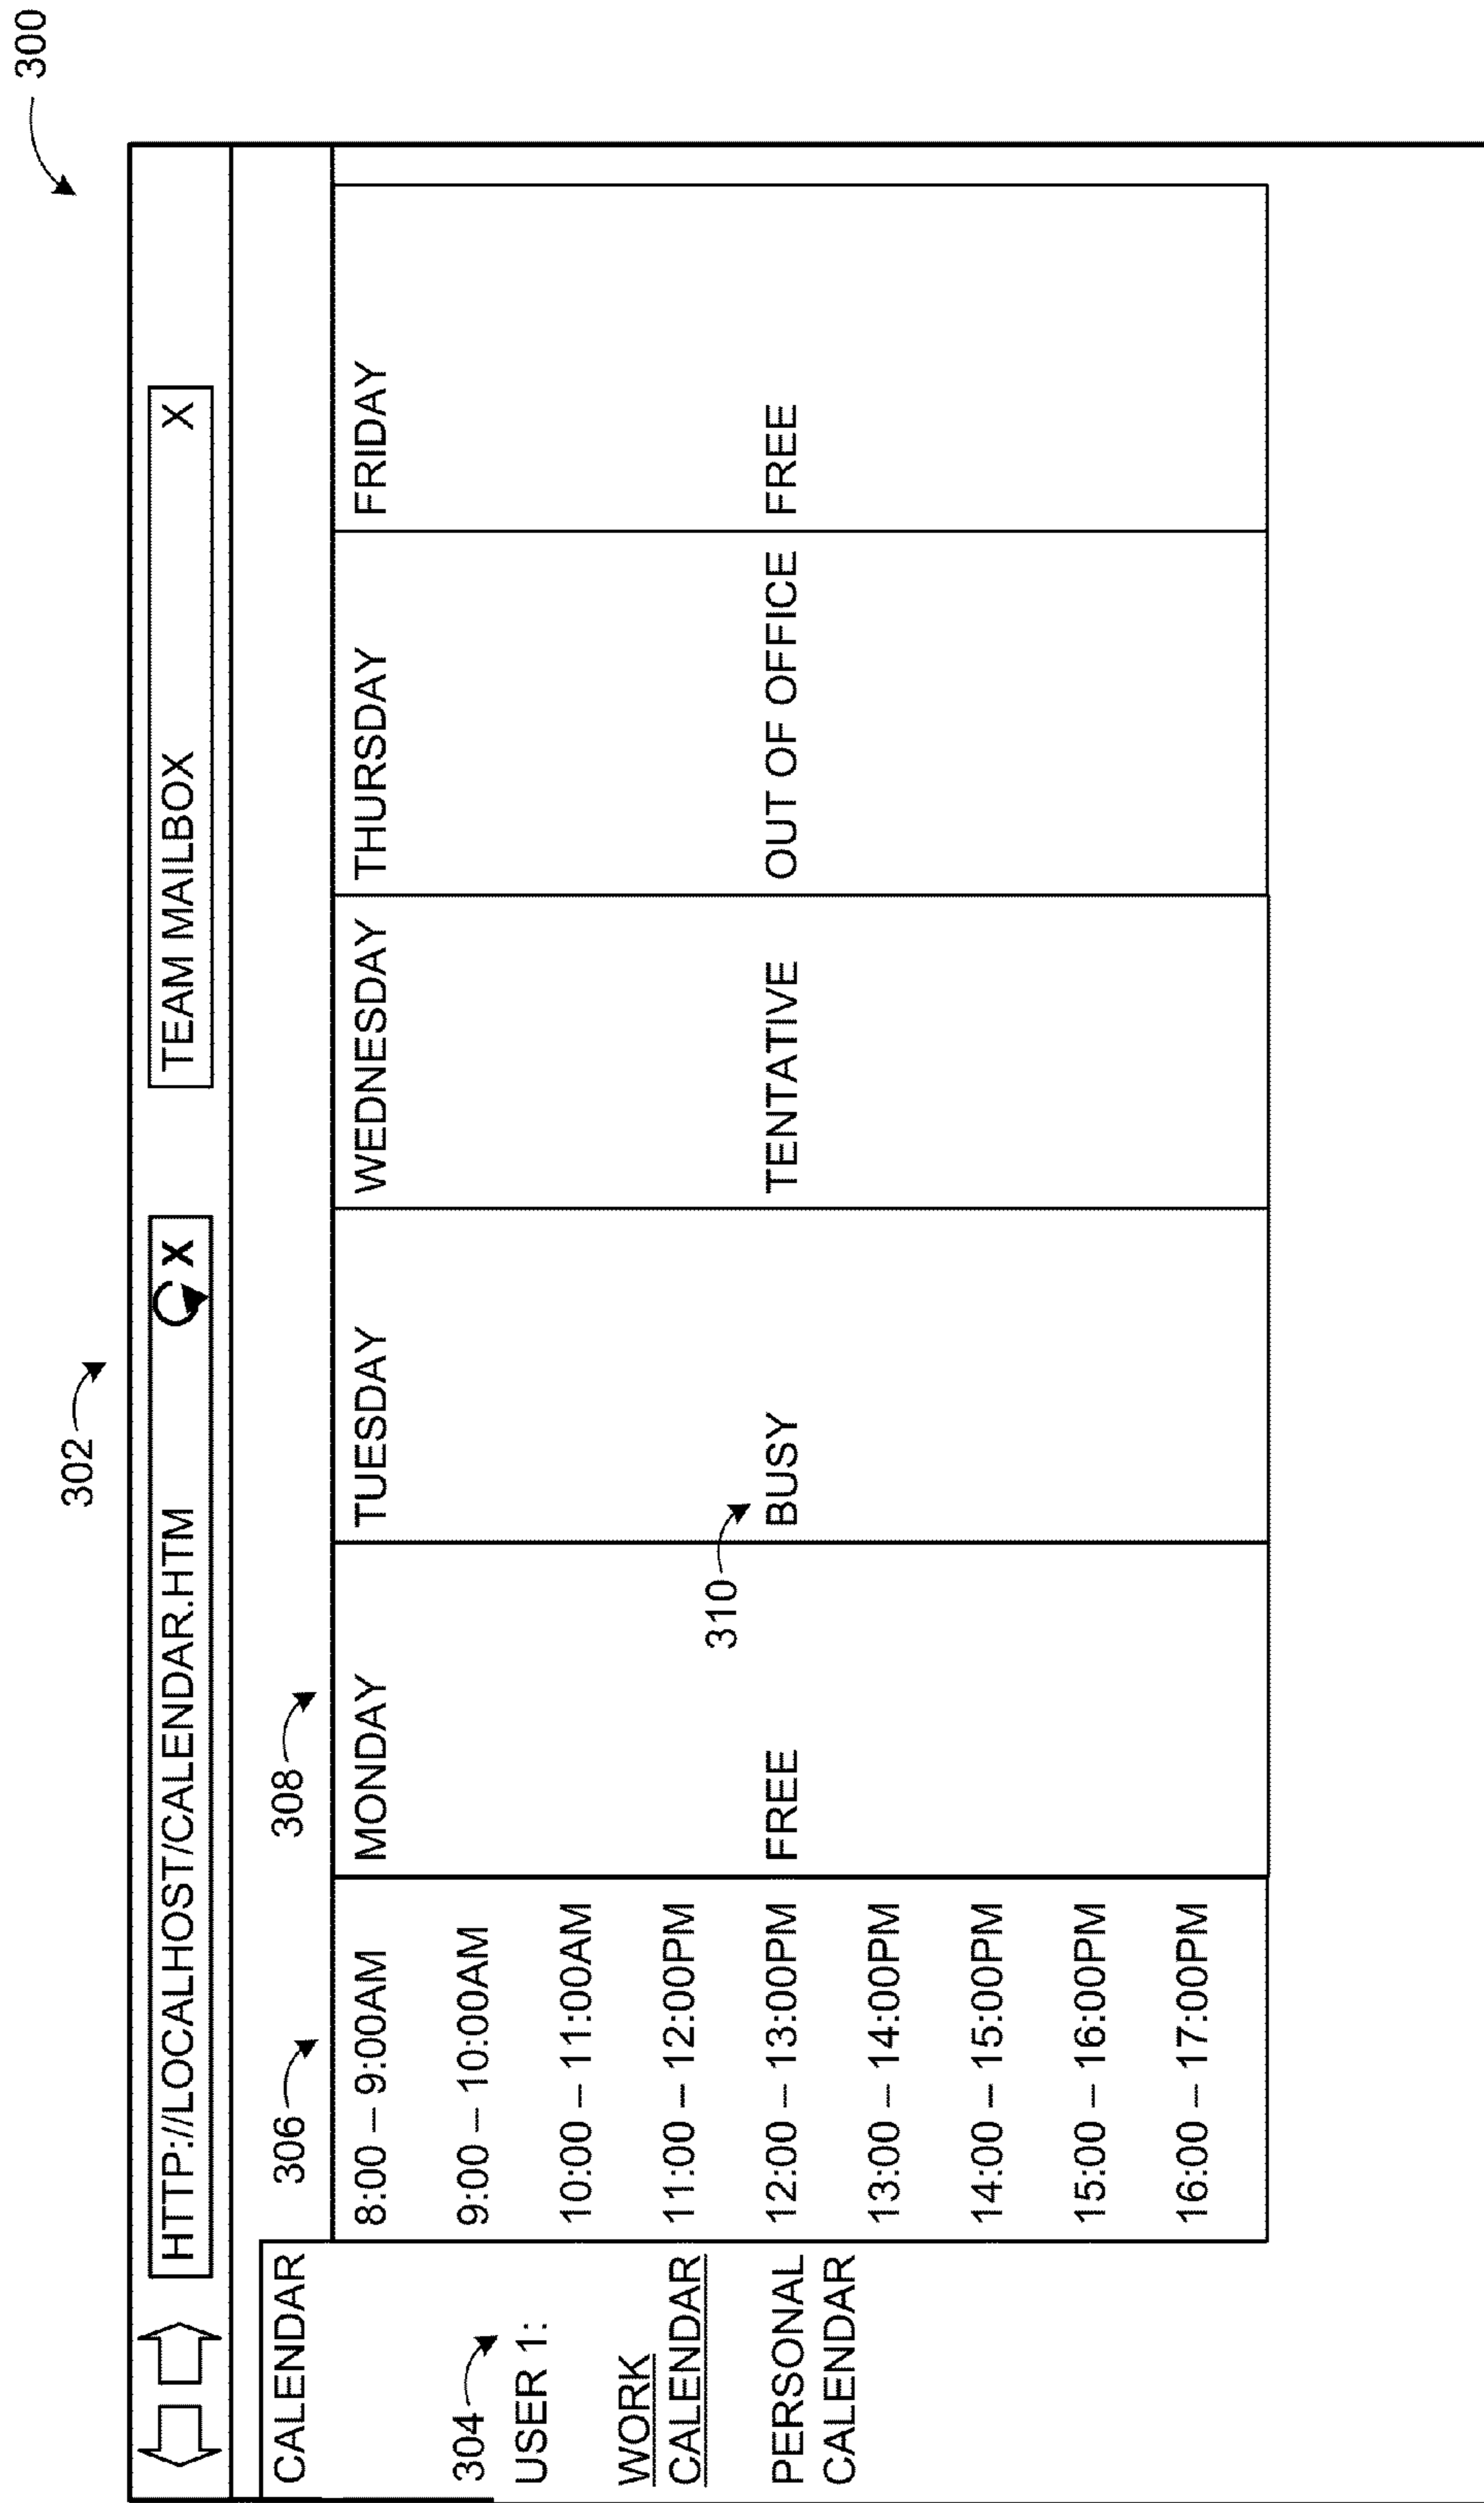 300
302
HTTP://LOCALHOST/CALENDAR.HTM X
TEAM MAILBOX X
CALENDAR
306
308
304
USER 1:
WORK
CALENDAR
PERSONAL
CALENDAR
MONDAY TUESDAY WEDNESDAY THURSDAY FRIDAY
8:00 – 9:00AM
9:00 – 10:00AM
10:00 – 11:00AM
11:00 – 12:00PM
310
12:00 – 13:00PM FREE BUSY TENTATIVE OUT OF OFFICE FREE
13:00 – 14:00PM
14:00 – 15:00PM
15:00 – 16:00PM
16:00 – 17:00PM